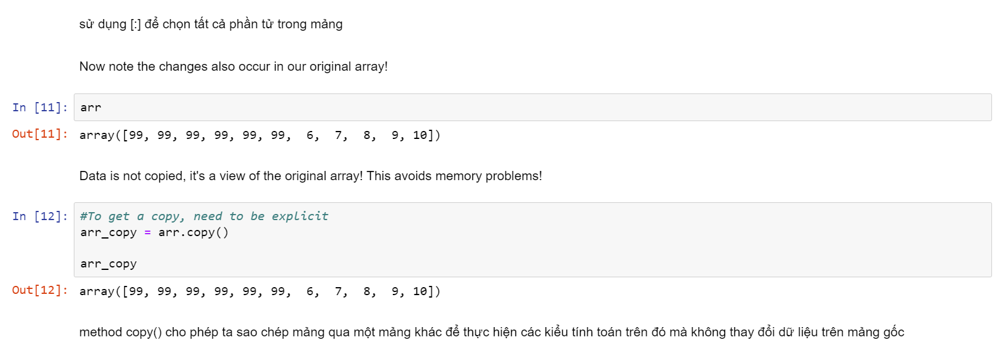 sử dụng [:] để chọn tất cả phần tử trong mảng
Now note the changes also occur in our original array!
In [11]: arr
Out[11]: array([99, 99, 99, 99, 99, 99,  6,  7,  8,  9, 10])
Data is not copied, it's a view of the original array! This avoids memory problems!
In [12]: #To get a copy, need to be explicit
arr_copy = arr.copy()
arr_copy
Out[12]: array([99, 99, 99, 99, 99, 99,  6,  7,  8,  9, 10])
method copy() cho phép ta sao chép mảng qua một mảng khác để thực hiện các kiểu tính toán trên đó mà không thay đổi dữ liệu trên mảng gốc